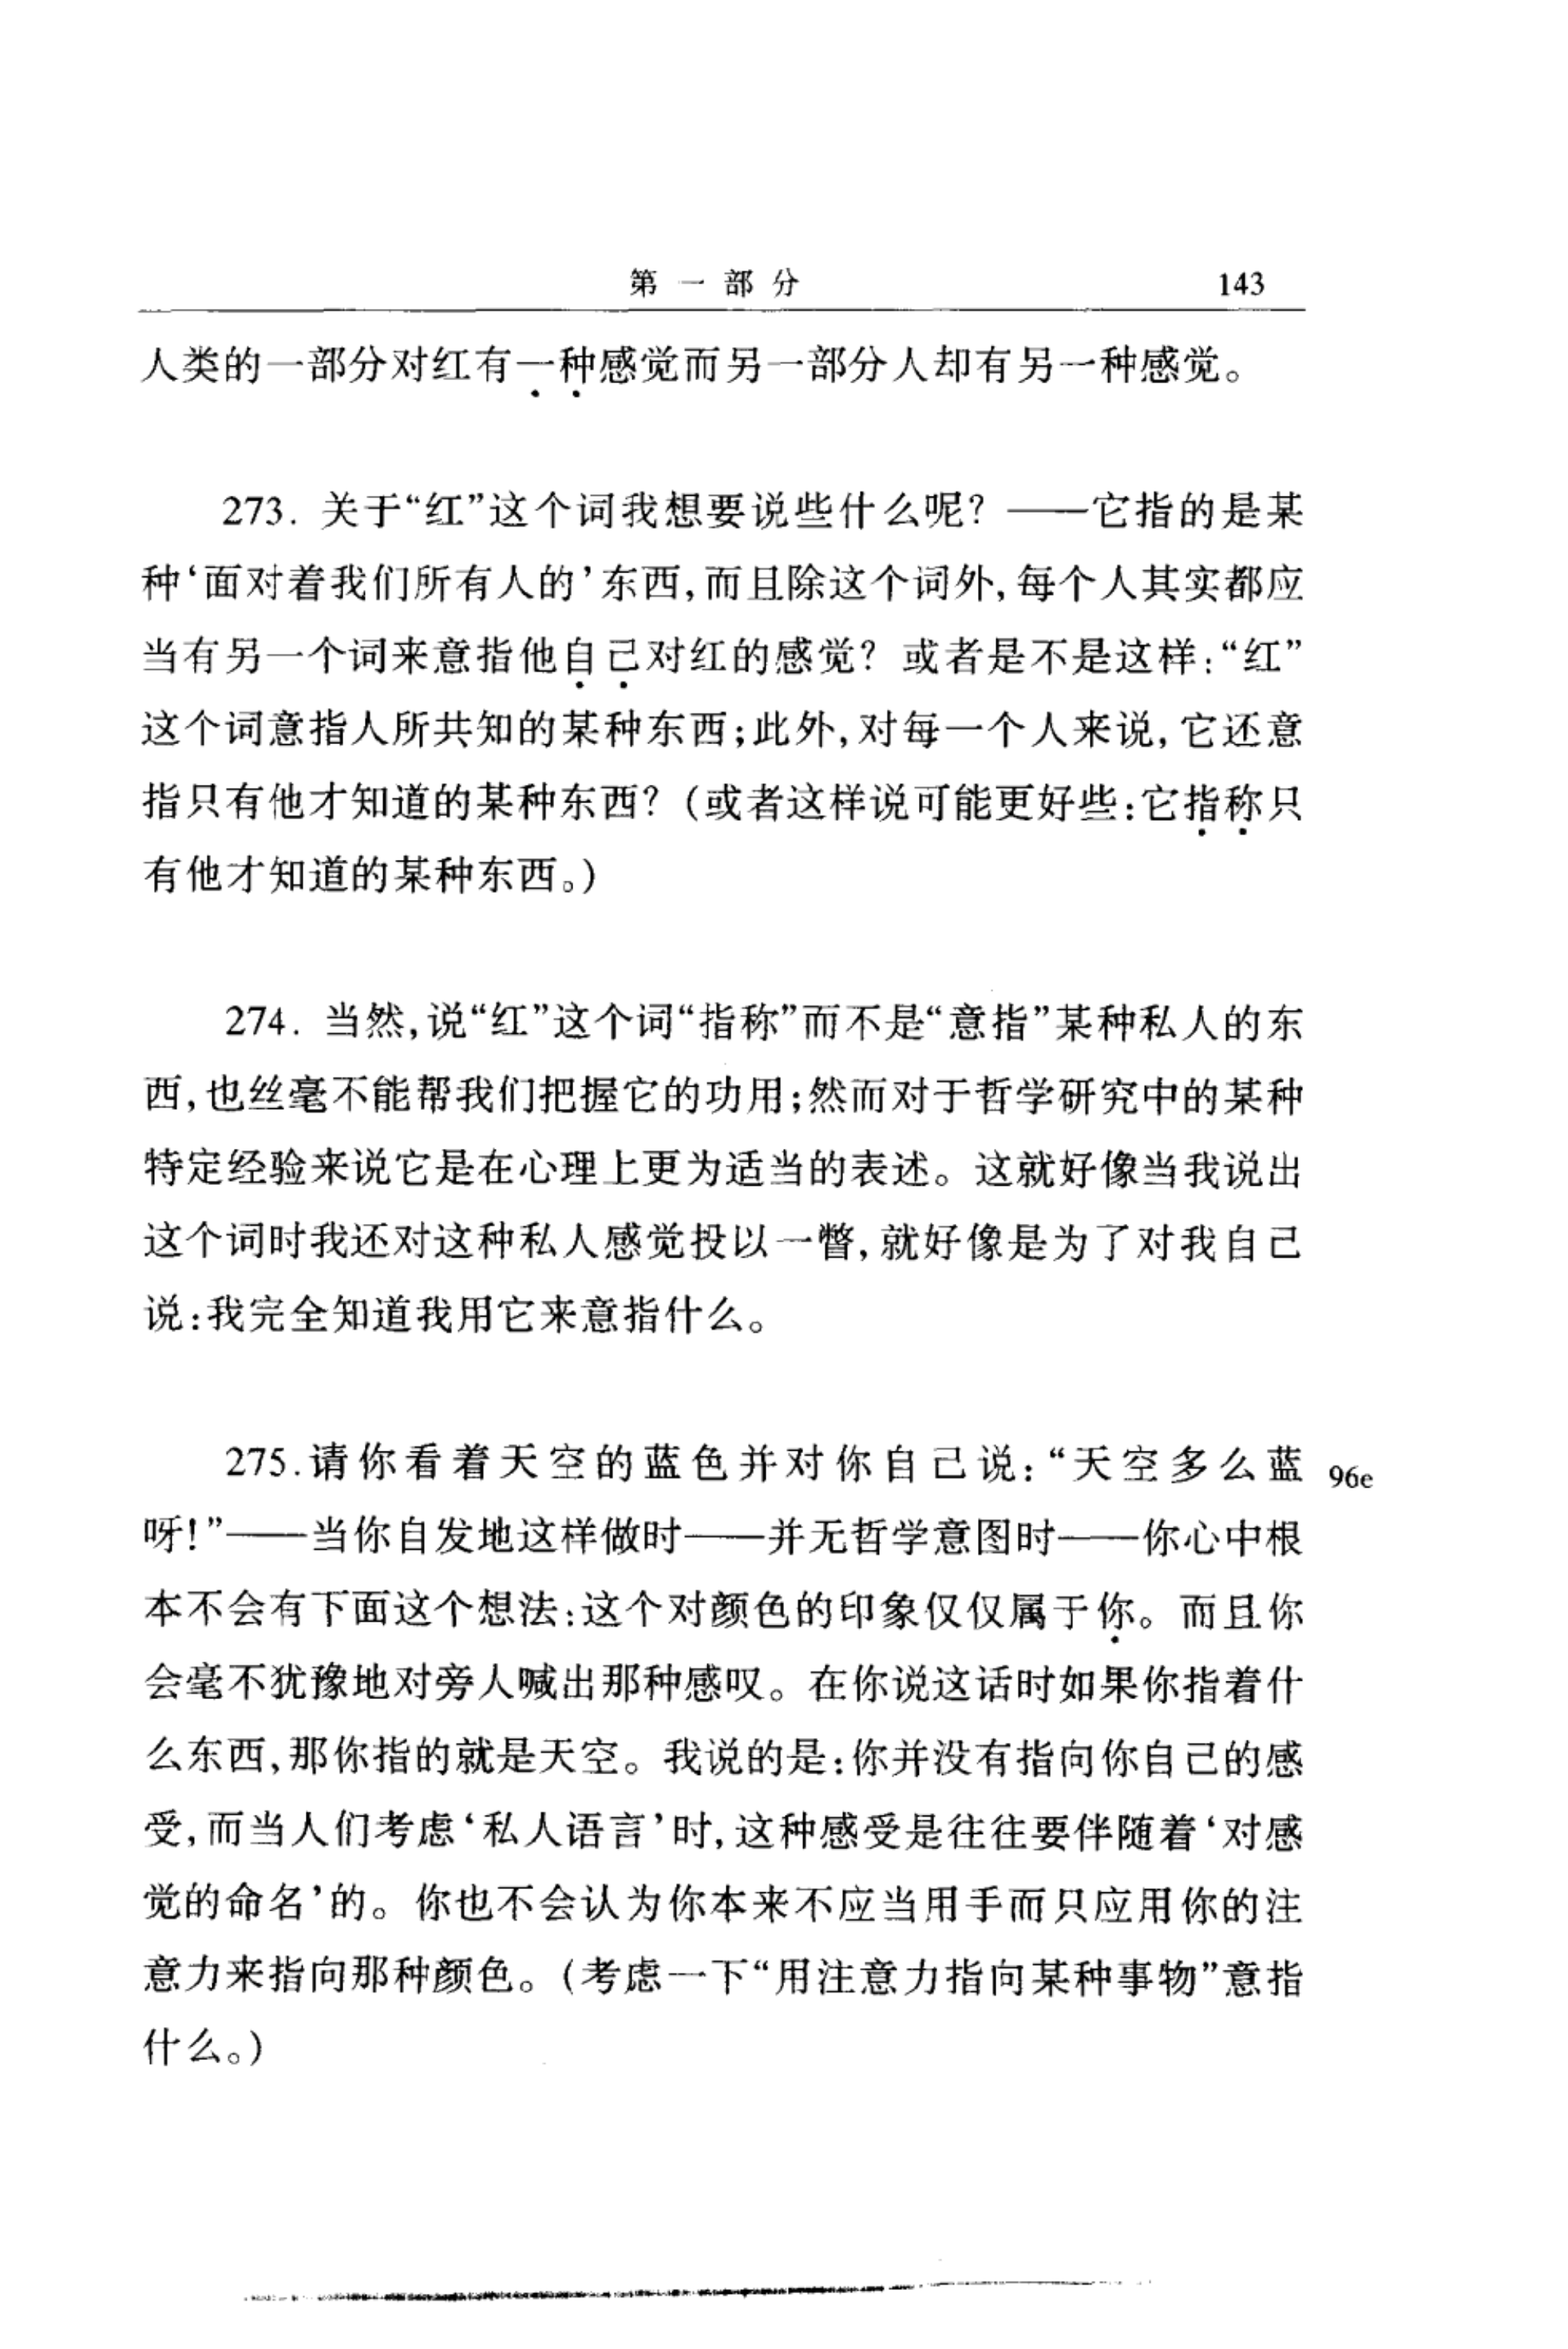 第一部分 143
人类的一部分对红有一种感觉而另一部分人却有另一种感觉。
273. 关于“红”这个词我想要说些什么呢？——它指的是某
种‘面对着我们所有人的’东西,而且除这个词外,每个人其实都应
当有另一个词来意指他自己对红的感觉？或者是不是这样:“红”
这个词意指人所共知的某种东西;此外,对每一个人来说,它还意
指只有他才知道的某种东西？(或者这样说可能更好些:它指称只
有他才知道的某种东西。)
274. 当然,说“红”这个词“指称”而不是“意指”某种私人的东
西,也丝毫不能帮我们把握它的功用;然而对于哲学研究中的某种
特定经验来说它是在心理上更为适当的表述。这就好像当我说出
这个词时我还对这种私人感觉投以一瞥,就好像是为了对我自己
说:我完全知道我用它来意指什么。
275.请你看着天空的蓝色并对你自己说:“天空多么蓝 96e
呀!”——当你自发地这样做时——并无哲学意图时——你心中根
本不会有下面这个想法:这个对颜色的印象仅仅属于你。而且你
会毫不犹豫地对旁人喊出那种感叹。在你说这话时如果你指着什
么东西,那你指的就是天空。我说的是:你并没有指向你自己的感
受,而当人们考虑‘私人语言’时,这种感受是往往要伴随着‘对感
觉的命名’的。你也不会认为你本来不应当用手而只应用你的注
意力来指向那种颜色。(考虑一下“用注意力指向某种事物”意指
什么。)